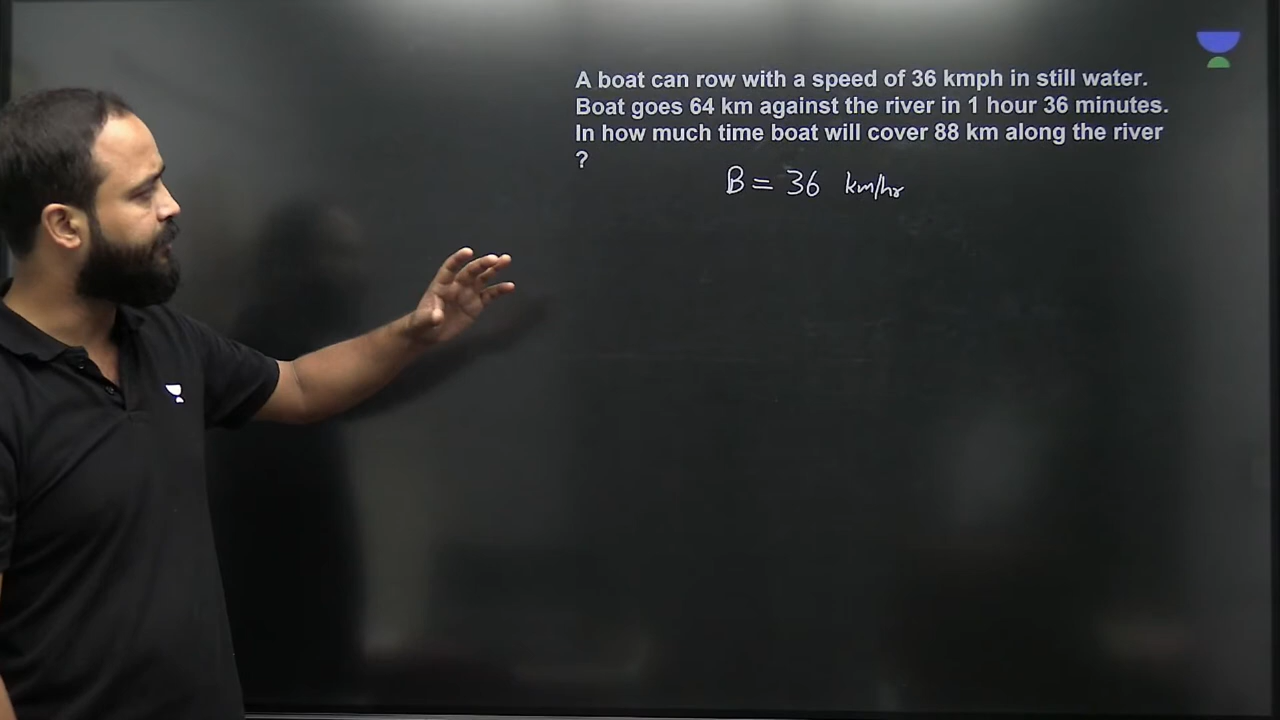 A boat can row with a speed of 36 kmph in still water.
Boat goes 64 km against the river in 1 hour 36 minutes.
In how much time boat will cover 88 km along the river
?
B = 36 km/hr